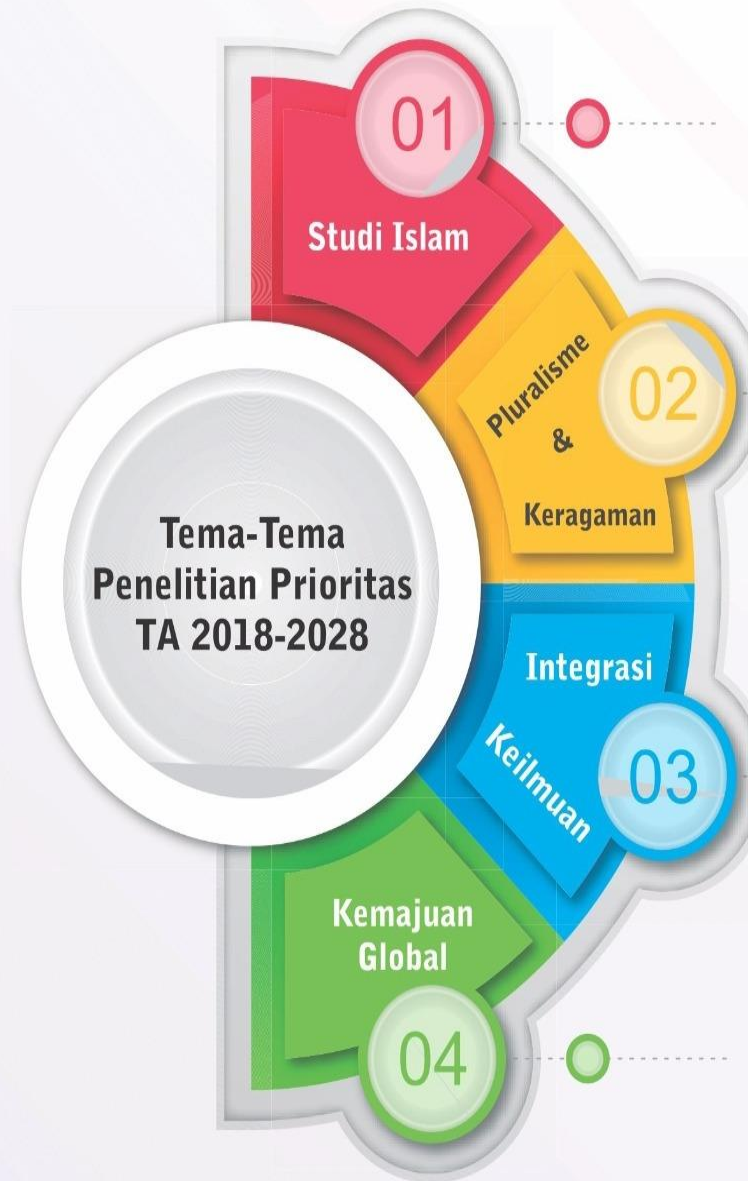 Tema-Tema
Penelitian Prioritas
TA 2018-2028
01
Studi Islam
02
Pluralisme
&
Keragaman
03
Integrasi
Keilmuan
04
Kemajuan
Global